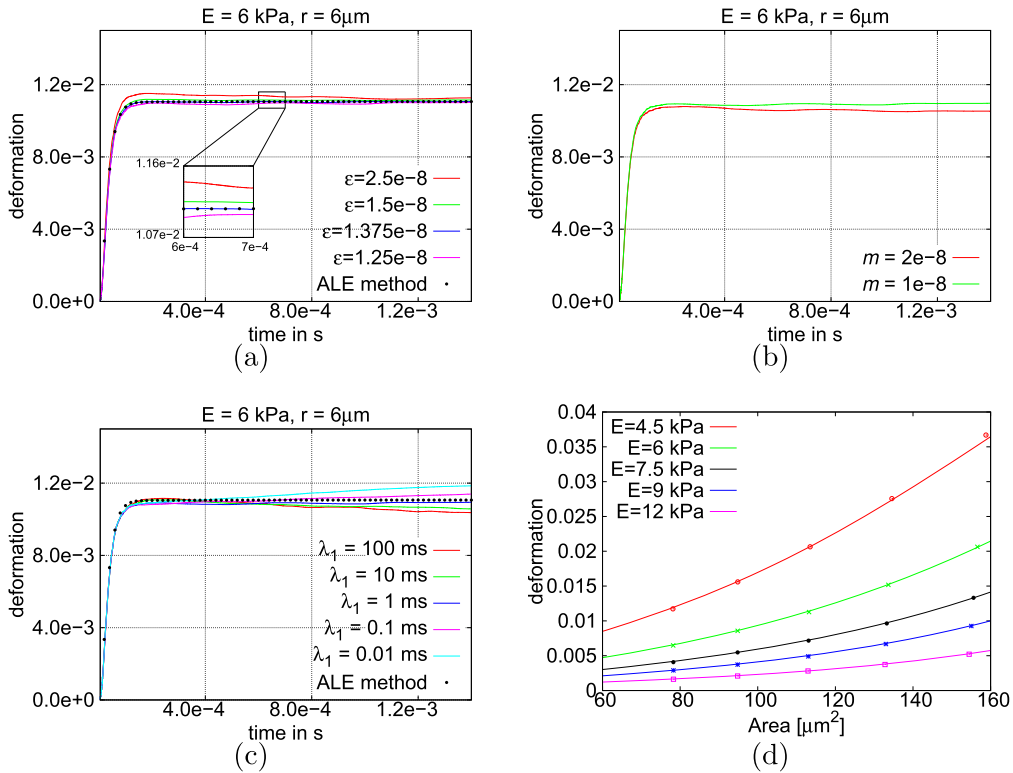 E = 6 kPa, r = 6μm
deformation
1.2e−2
8.0e−3
4.0e−3
0.0e+0
1.16e−2
1.07e−2
6e−4 7e−4
ε=2.5e−8
ε=1.5e−8
ε=1.375e−8
ε=1.25e−8
ALE method
4.0e−4 8.0e−4 1.2e−3
time in s
(a)
E = 6 kPa, r = 6μm
deformation
1.2e−2
8.0e−3
4.0e−3
0.0e+0
m = 2e−8
m = 1e−8
4.0e−4 8.0e−4 1.2e−3
time in s
(b)
E = 6 kPa, r = 6μm
deformation
1.2e−2
8.0e−3
4.0e−3
0.0e+0
λ₁ = 100 ms
λ₁ = 10 ms
λ₁ = 1 ms
λ₁ = 0.1 ms
λ₁ = 0.01 ms
ALE method
4.0e−4 8.0e−4 1.2e−3
time in s
(c)
deformation
0.04
0.035
0.03
0.025
0.02
0.015
0.01
0.005
0
E=4.5 kPa
E=6 kPa
E=7.5 kPa
E=9 kPa
E=12 kPa
60 80 100 120 140 160
Area [μm²]
(d)